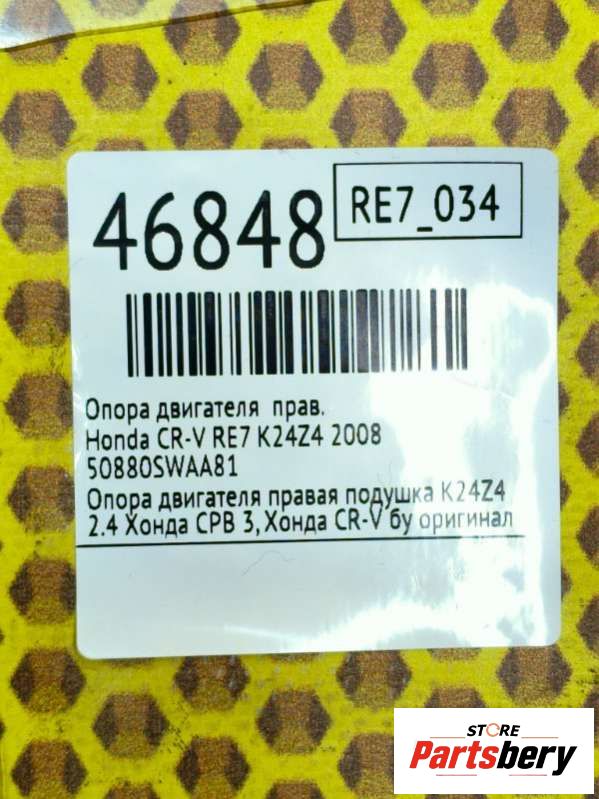 46848
RE7_034
Опора двигателя прав.
Honda CR-V RE7 K24Z4 2008
50880SWAA81
Опора двигателя правая подушка K24Z4
2.4 Хонда СРВ 3, Хонда CR-V бу оригинал
STORE
Partsbery